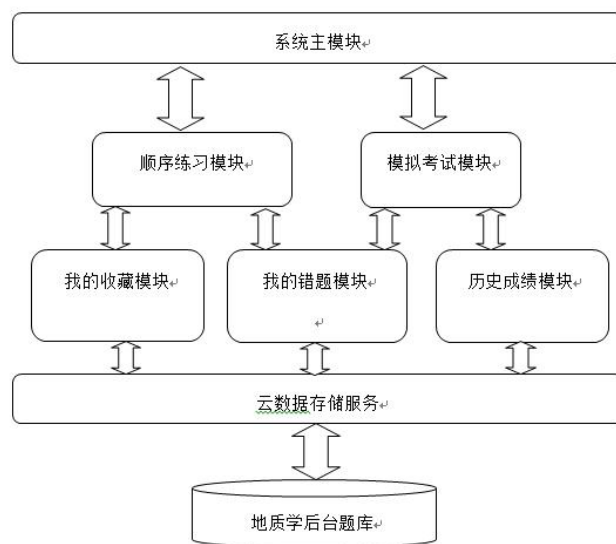 系统主模块
顺序练习模块
模拟考试模块
我的收藏模块
我的错题模块
历史成绩模块
云数据存储服务
地质学后台题库